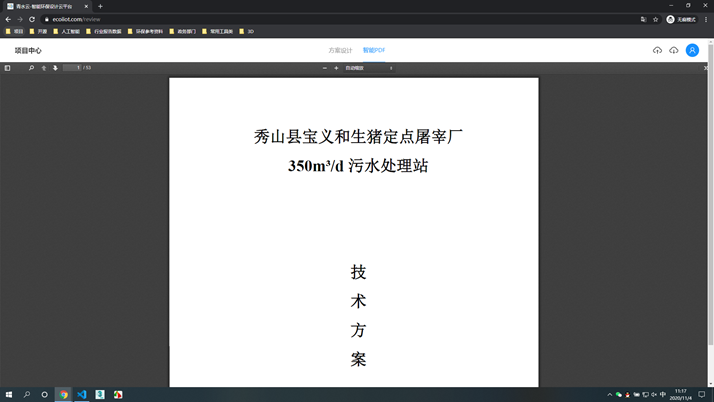 青水云-智能环保设计云平台
ecoiiot.com/review
无痕模式
项目
开源
人工智能
行业报告数据
环保参考资料
政府部门
常用工具类
3D
项目中心
方案设计
智能PDF
1 / 53
自动缩放
秀山县宝义和生猪定点屠宰厂
350m³/d 污水处理站
技
术
方
案
中
11:17
2020/11/4